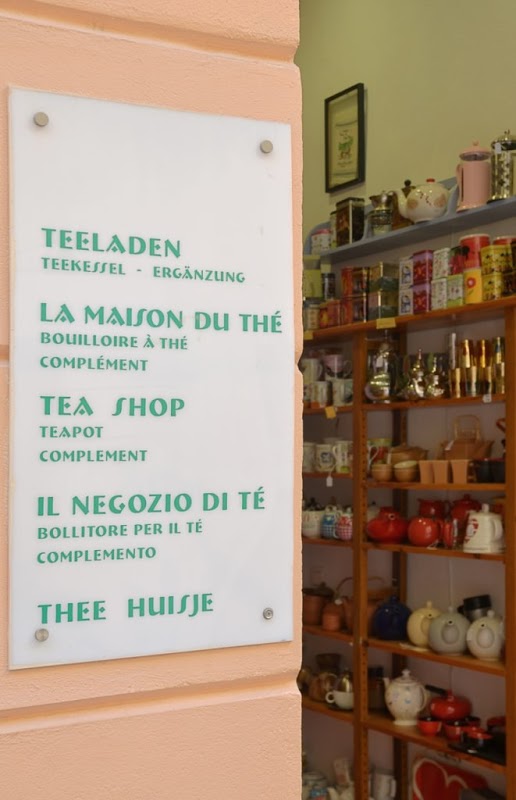 TEELADEN
TEEKESSEL - ERGÄNZUNG
LA MAISON DU THÉ
BOUILLOIRE À THÉ
COMPLÉMENT
TEA SHOP
TEAPOT
COMPLEMENT
IL NEGOZIO DI TÉ
BOLLITORE PER IL TÉ
COMPLEMENTO
THEE HUISJE